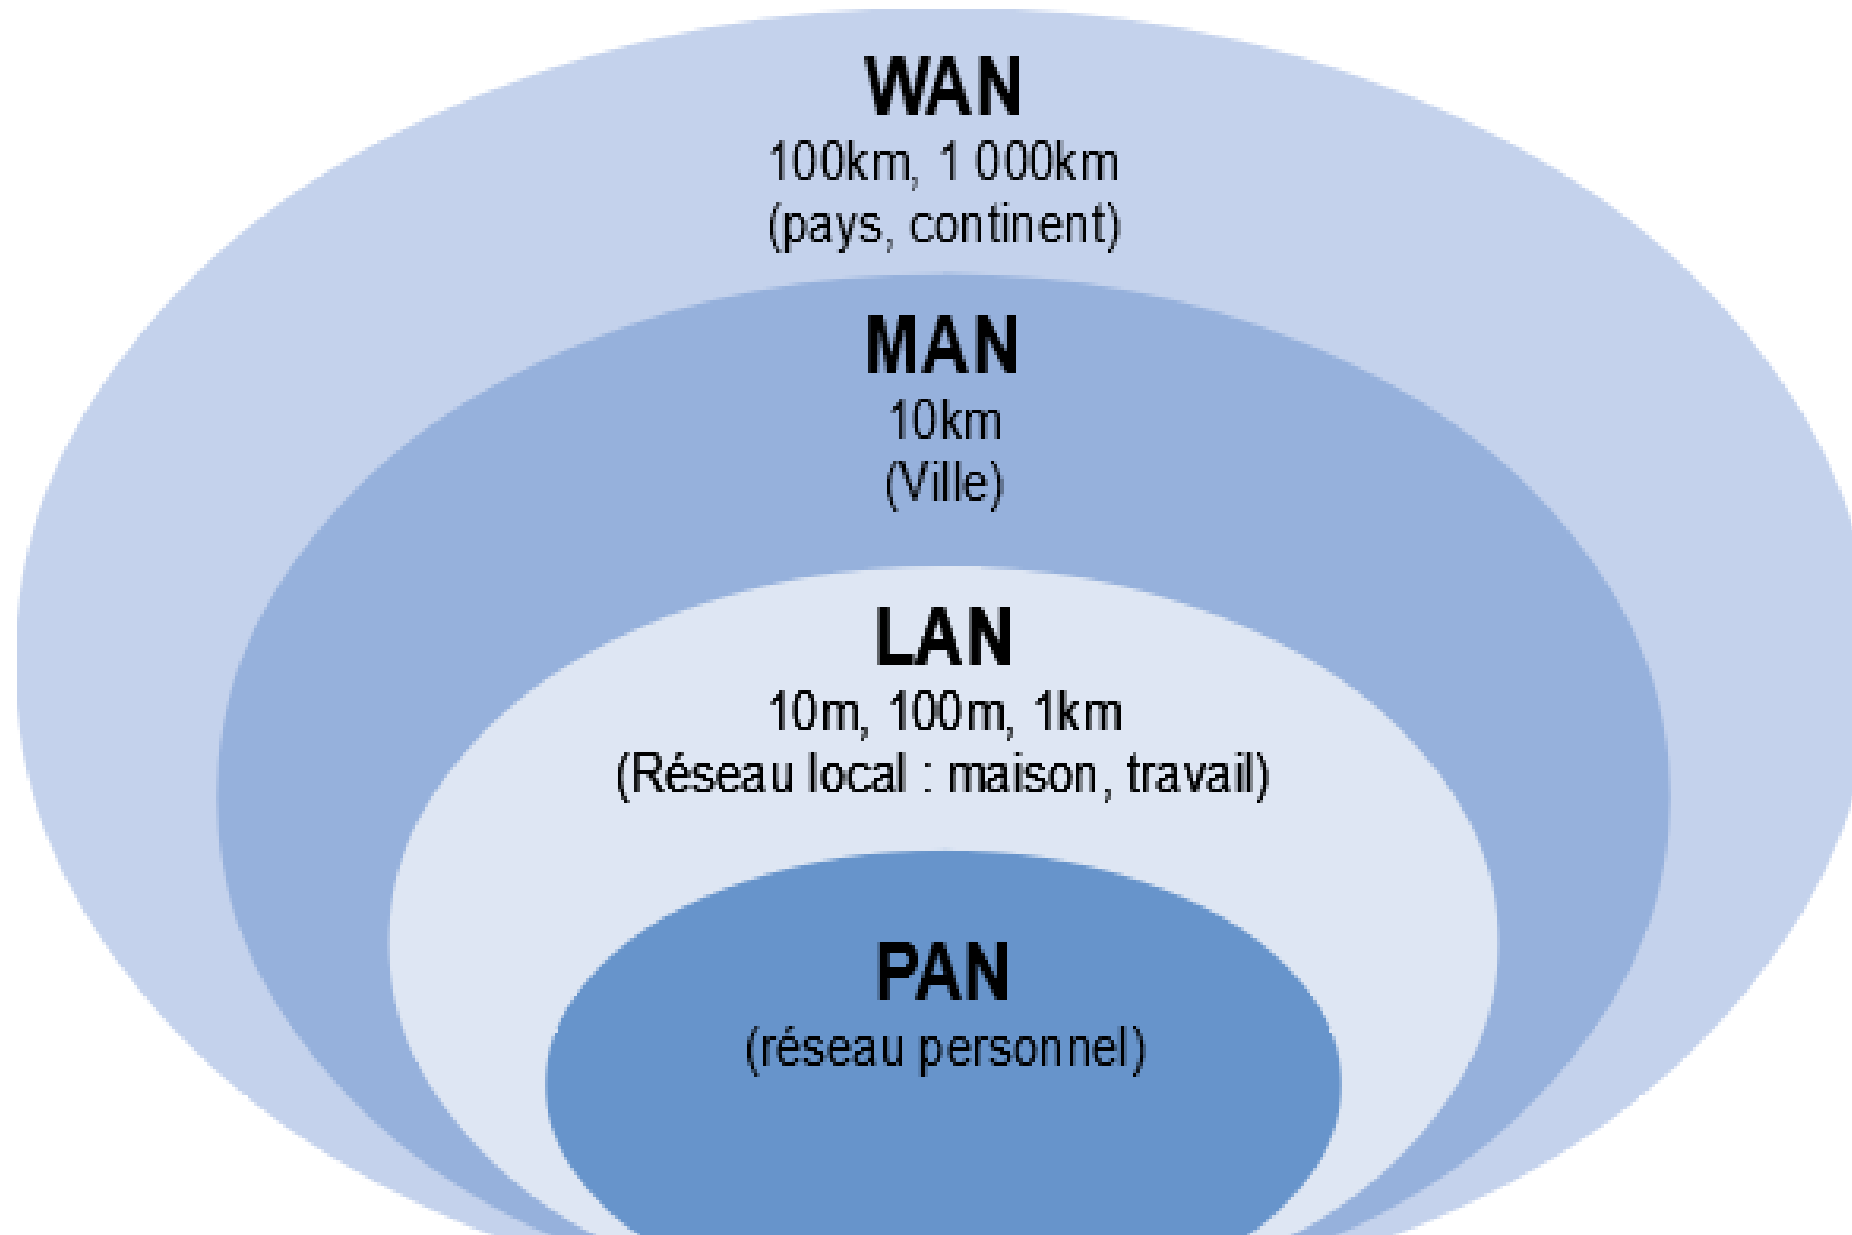 WAN
100km, 1 000km
(pays, continent)
MAN
10km
(Ville)
LAN
10m, 100m, 1km
(Réseau local : maison, travail)
PAN
(réseau personnel)